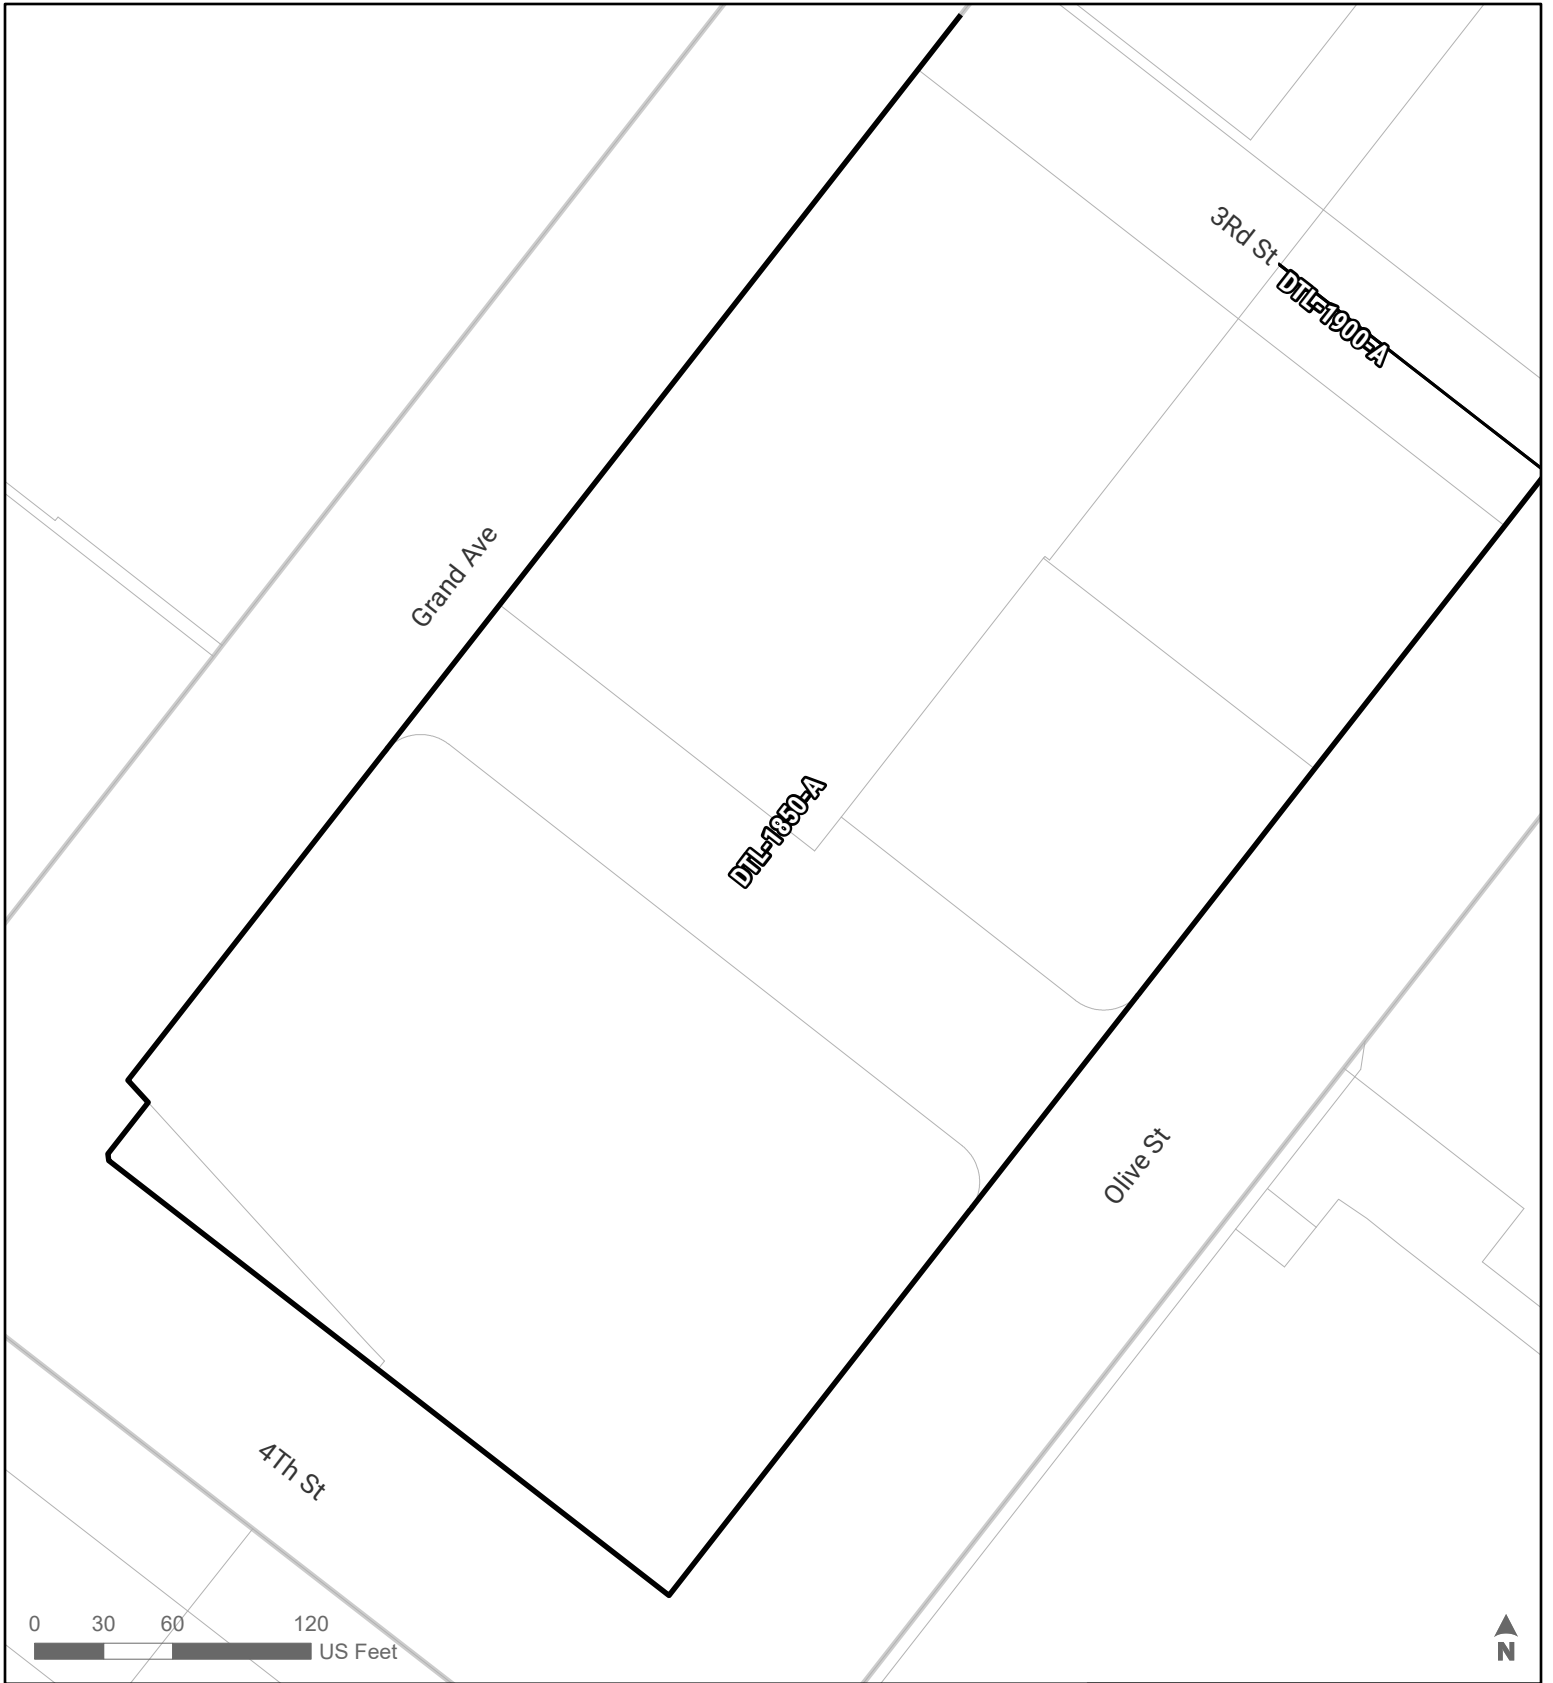 3Rd St
DTL-1900-A
Grand Ave
DTL-1850-A
Olive St
4Th St
0 30 60 120
US Feet
N